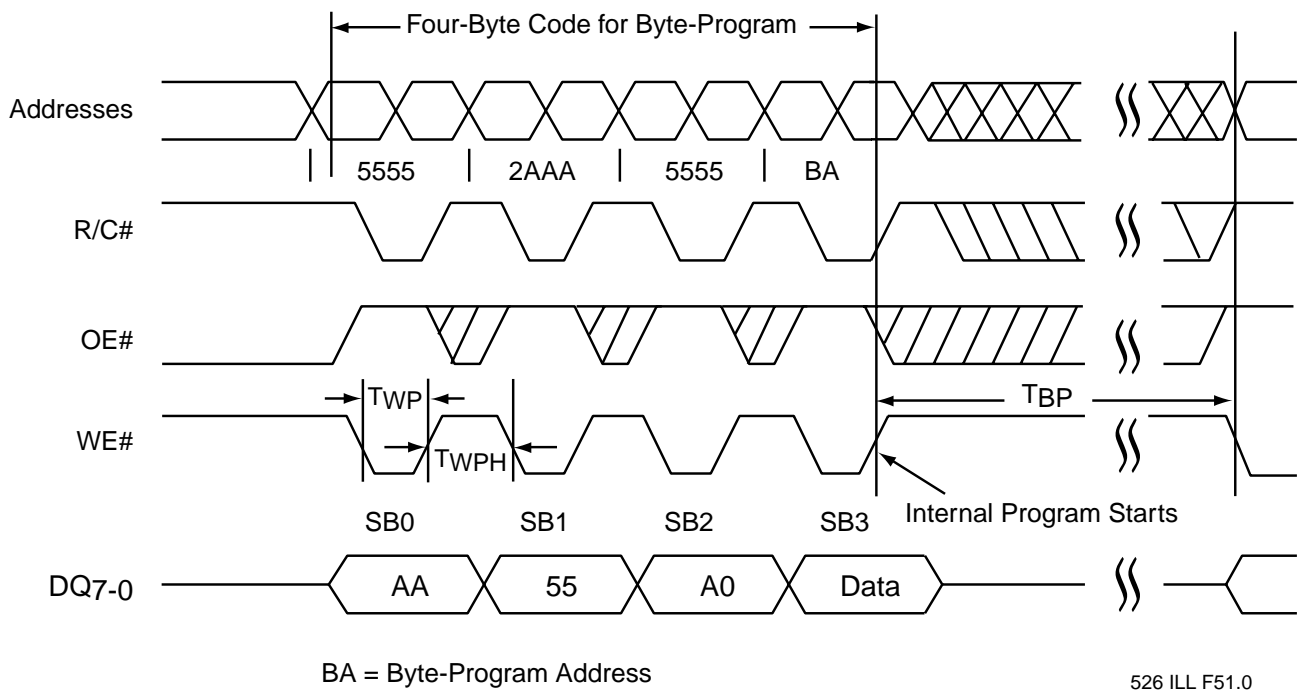 Four-Byte Code for Byte-Program
Addresses
5555 2AAA 5555 BA
R/C#
OE#
TWP
TBP
WE#
TWPH
Internal Program Starts
SB0 SB1 SB2 SB3
DQ7-0 AA 55 A0 Data
BA = Byte-Program Address
526 ILL F51.0